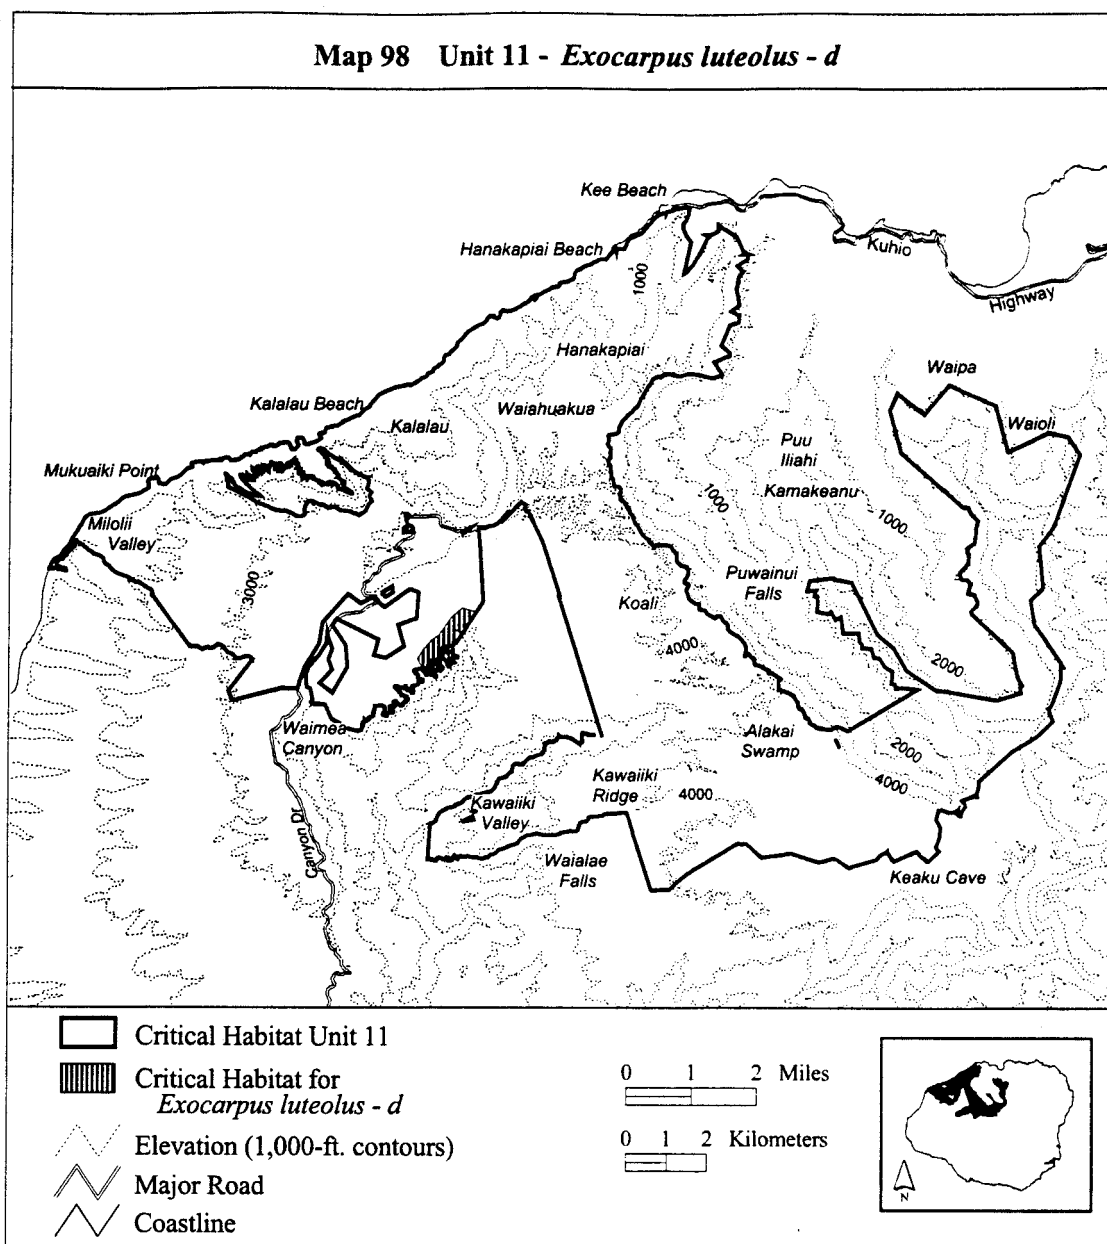 Map 98 Unit 11 - Exocarpus luteolus - d
Kee Beach
Hanakapiai Beach
Kuhio
Highway
1000
Hanakapiai
Waipa
Kalalau Beach
Waiahuakua
Kalalau
Waioli
Puu
Iliahi
Mukuaiki Point
Kamakeanu
1000
1000
Milolii
Valley
3000
Puwainui
Falls
Koali
4000
2000
Waimea
Canyon
Alakai
Swamp
2000
4000
Kawaiiki
Ridge
4000
Kawaiiki
Valley
Canyon Dr
Waialae
Falls
Keaku Cave
Critical Habitat Unit 11
Critical Habitat for
Exocarpus luteolus - d
Elevation (1,000-ft. contours)
Major Road
Coastline
0 1 2 Miles
0 1 2 Kilometers
N